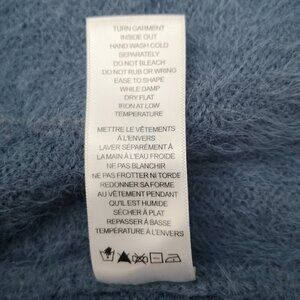 TURN GARMENT
INSIDE OUT
HAND WASH COLD
SEPARATELY
DO NOT BLEACH
DO NOT RUB OR WRING
EASE TO SHAPE
WHILE DAMP
DRY FLAT
IRON AT LOW
TEMPERATURE
METTRE LE VÊTEMENTS
À L'ENVERS
LAVER SÉPARÉMENT À
LA MAIN À L'EAU FROIDE
NE PAS BLANCHIR
NE PAS FROTTER NI TORDE
REDONNER SA FORME
AU VÊTEMENT PENDANT
QU'IL EST HUMIDE
SÉCHER À PLAT
REPASSER À BASSE
TEMPÉRATURE À L'ENVERS